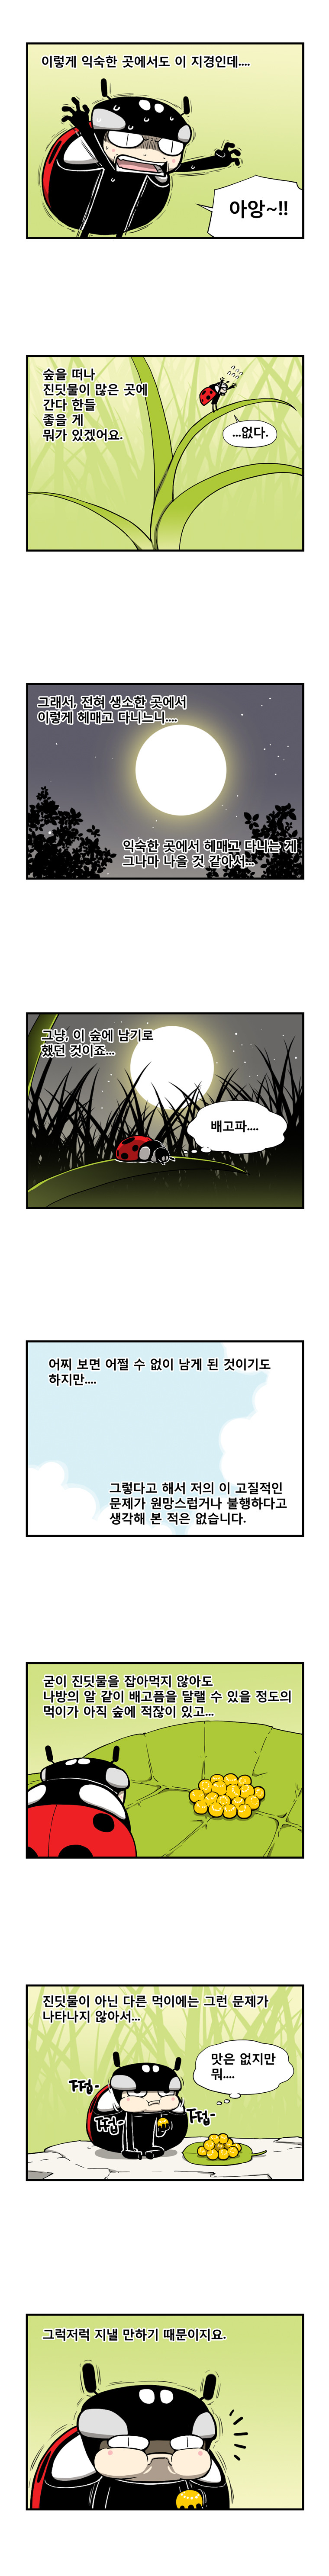 이렇게 익숙한 곳에서도 이 지경인데....
아앙~!!
숲을 떠나
진딧물이 많은 곳에
간다 한들
좋을 게
뭐가 있겠어요.
...없다.
그래서, 전혀 생소한 곳에서
이렇게 헤매고 다니느니....
익숙한 곳에서 헤매고 다니는 게
그나마 나을 것 같아서...
그냥, 이 숲에 남기로
했던 것이죠...
배고파....
어찌 보면 어쩔 수 없이 남게 된 것이기도
하지만....
그렇다고 해서 저의 이 고질적인
문제가 원망스럽거나 불행하다고
생각해 본 적은 없습니다.
굳이 진딧물을 잡아먹지 않아도
나방의 알 같이 배고픔을 달랠 수 있을 정도의
먹이가 아직 숲에 적잖이 있고...
진딧물이 아닌 다른 먹이에는 그런 문제가
나타나지 않아서...
맛은 없지만
뭐....
쩝-
쩝-
쩝-
그럭저럭 지낼 만하기 때문이지요.